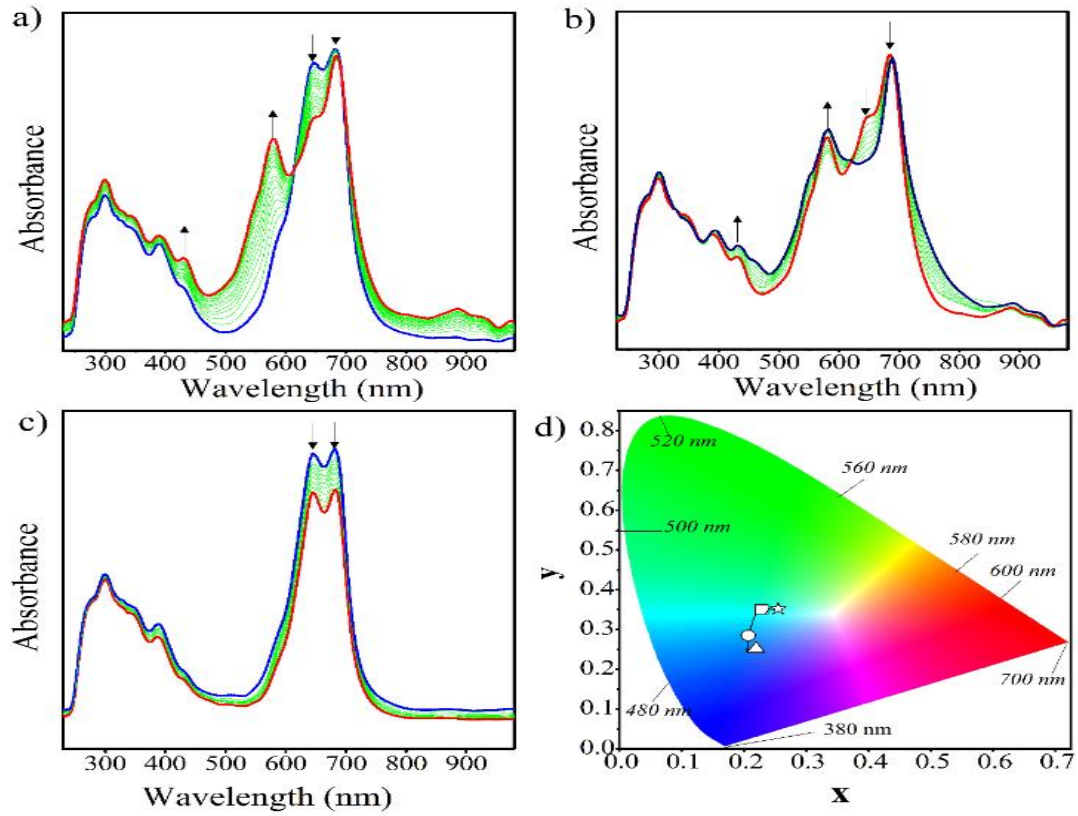 a)
Absorbance
300 400 500 600 700 800 900
Wavelength (nm)
b)
Absorbance
300 400 500 600 700 800 900
Wavelength (nm)
c)
Absorbance
300 400 500 600 700 800 900
Wavelength (nm)
d)
y
0.8
0.7
0.6
0.5
0.4
0.3
0.2
0.1
0.0
520 nm
560 nm
500 nm
580 nm
600 nm
700 nm
480 nm
380 nm
0.0 0.1 0.2 0.3 0.4 0.5 0.6 0.7
x